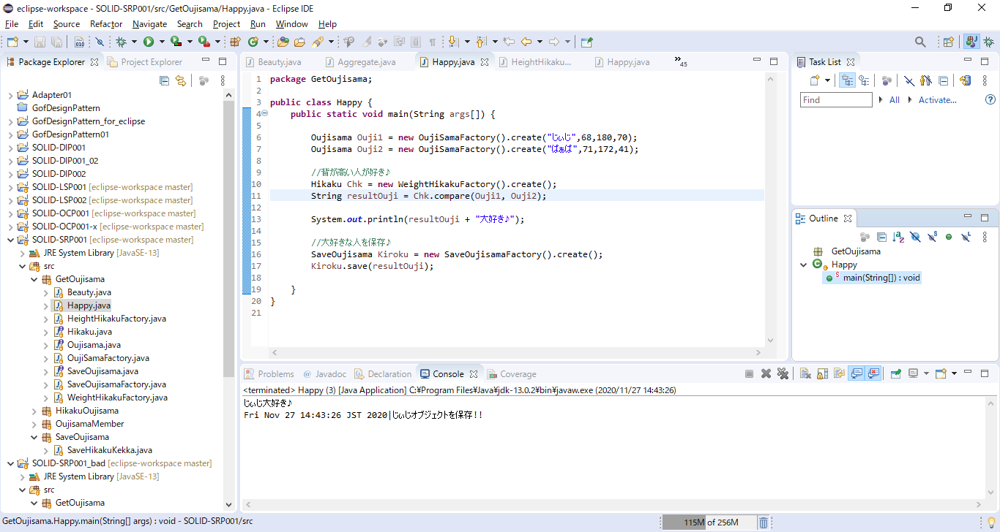 eclipse-workspace - SOLID-SRP001/src/GetOujisama/Happy.java - Eclipse IDE
File Edit Source Refactor Navigate Search Project Run Window Help
Package Explorer Project Explorer
Adapter01
GofDesignPattern
GofDesignPattern_for_eclipse
GofDesignPattern01
SOLID-DIP001
SOLID-DIP001_02
SOLID-DIP002
SOLID-LSP001 [eclipse-workspace master]
SOLID-LSP002 [eclipse-workspace master]
SOLID-OCP001 [eclipse-workspace master]
SOLID-OCP001-x [eclipse-workspace master]
SOLID-SRP001 [eclipse-workspace master]
JRE System Library [JavaSE-13]
src
GetOujisama
Beauty.java
Happy.java
HeightHikakuFactory.java
Hikaku.java
Oujisama.java
OujiSamaFactory.java
SaveOujisama.java
SaveOujisamaFactory.java
WeightHikakuFactory.java
HikakuOujisama
OujisamaMember
SaveOujisama
SaveHikakuKekka.java
SOLID-SRP001_bad [eclipse-workspace master]
JRE System Library [JavaSE-13]
src
GetOujisama
Beauty.java Aggregate.java Happy.java HeightHikaku... Happy.java »45
1 package GetOujisama;
2
3 public class Happy {
4 public static void main(String args[]) {
5
6 Oujisama Ouji1 = new OujiSamaFactory().create("じぃじ",68,180,70);
7 Oujisama Ouji2 = new OujiSamaFactory().create("ばぁば",71,172,41);
8
9 //背が高い人が好き♪
10 Hikaku Chk = new WeightHikakuFactory().create();
11 String resultOuji = Chk.compare(Ouji1, Ouji2);
12
13 System.out.println(resultOuji + "大好き♪");
14
15 //大好きな人を保存♪
16 SaveOujisama Kiroku = new SaveOujisamaFactory().create();
17 Kiroku.save(resultOuji);
18
19 }
20 }
21
Problems @ Javadoc Declaration Console Coverage
<terminated> Happy (3) [Java Application] C:¥Program Files¥Java¥jdk-13.0.2¥bin¥javaw.exe (2020/11/27 14:43:26)
じぃじ大好き♪
Fri Nov 27 14:43:26 JST 2020|じぃじオブジェクトを保存!!
Task List
Find All Activate...
Outline
GetOujisama
Happy
main(String[]) : void
GetOujisama.Happy.main(String[] args) : void - SOLID-SRP001/src
115M of 256M